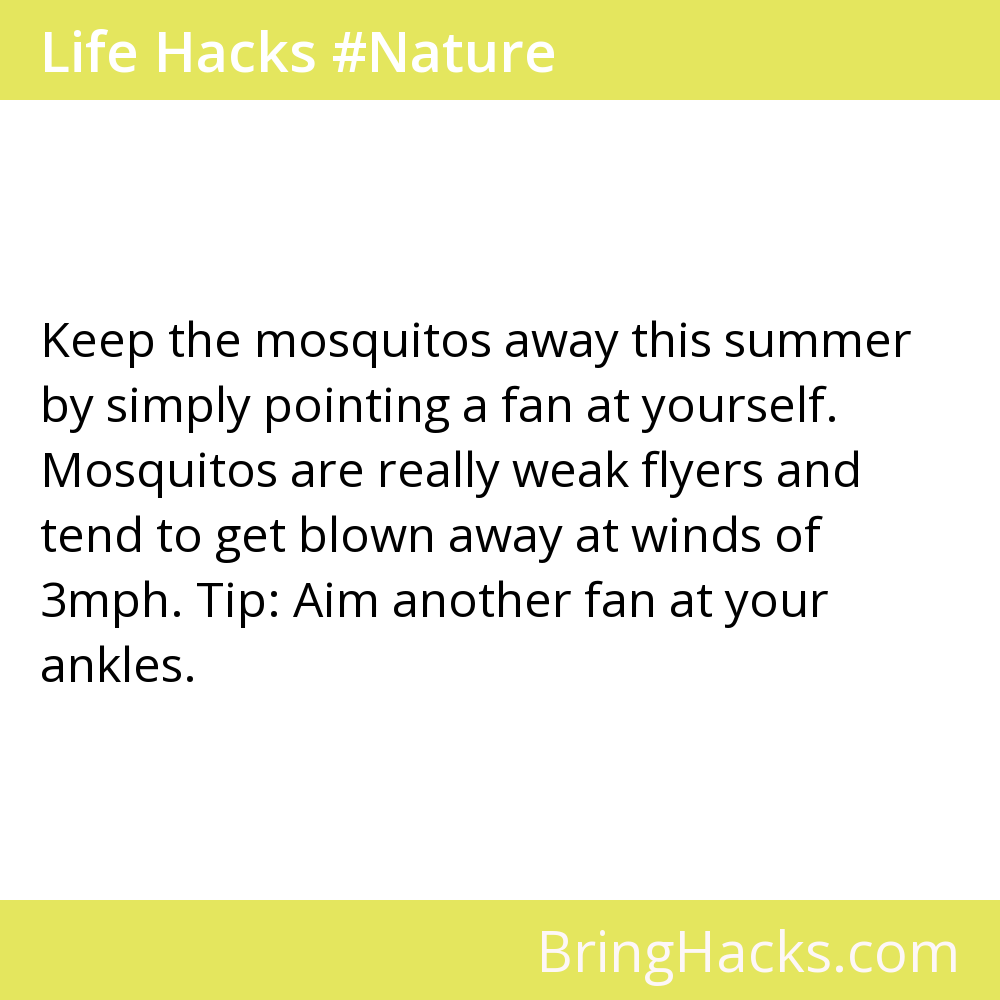 Life Hacks #Nature
Keep the mosquitos away this summer
by simply pointing a fan at yourself.
Mosquitos are really weak flyers and
tend to get blown away at winds of
3mph. Tip: Aim another fan at your
ankles.
BringHacks.com